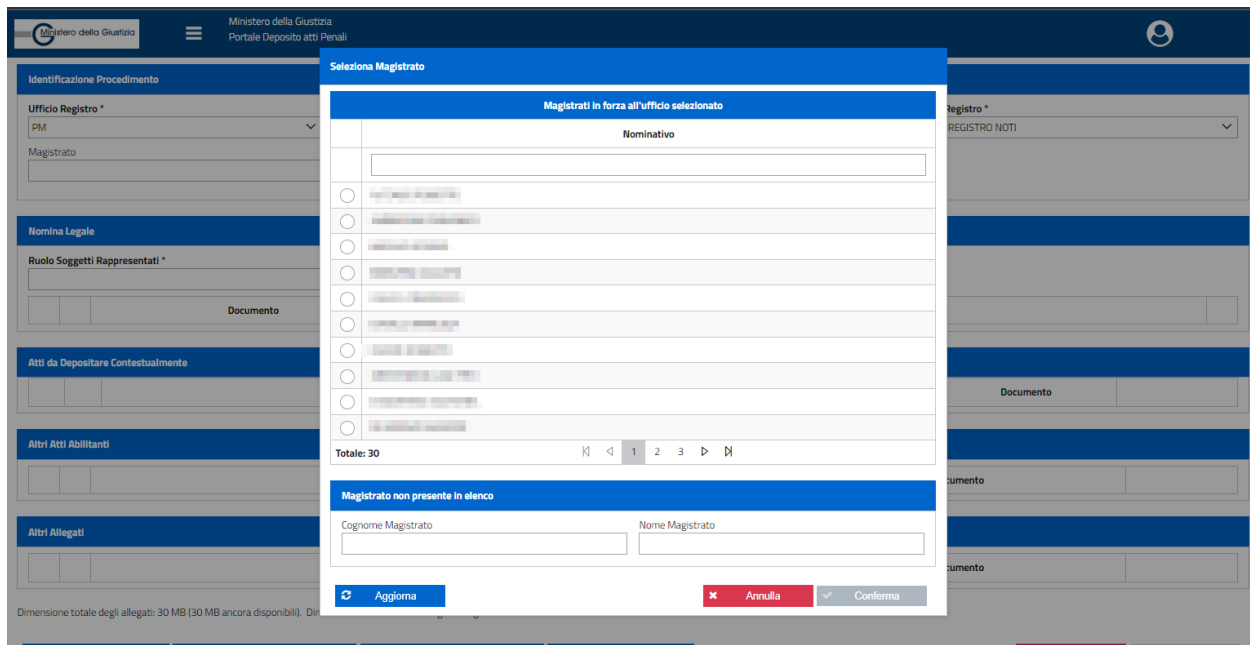 Ministero della Giustizia
Ministero della Giustizia
Portale Deposito atti Penali
Seleziona Magistrato
Identificazione Procedimento
Magistrati in forza all'ufficio selezionato
Ufficio Registro *
Registro *
PM
REGISTRO NOTI
Nominativo
Magistrato
Nomina Legale
Ruolo Soggetti Rappresentati *
Documento
Atti da Depositare Contestualmente
Documento
Altri Atti Abilitanti
Totale: 30
1 2 3
cumento
Magistrato non presente in elenco
Cognome Magistrato
Nome Magistrato
Altri Allegati
cumento
Aggiorna
Annulla
Conferma
Dimensione totale degli allegati: 30 MB (30 MB ancora disponibili). Dir